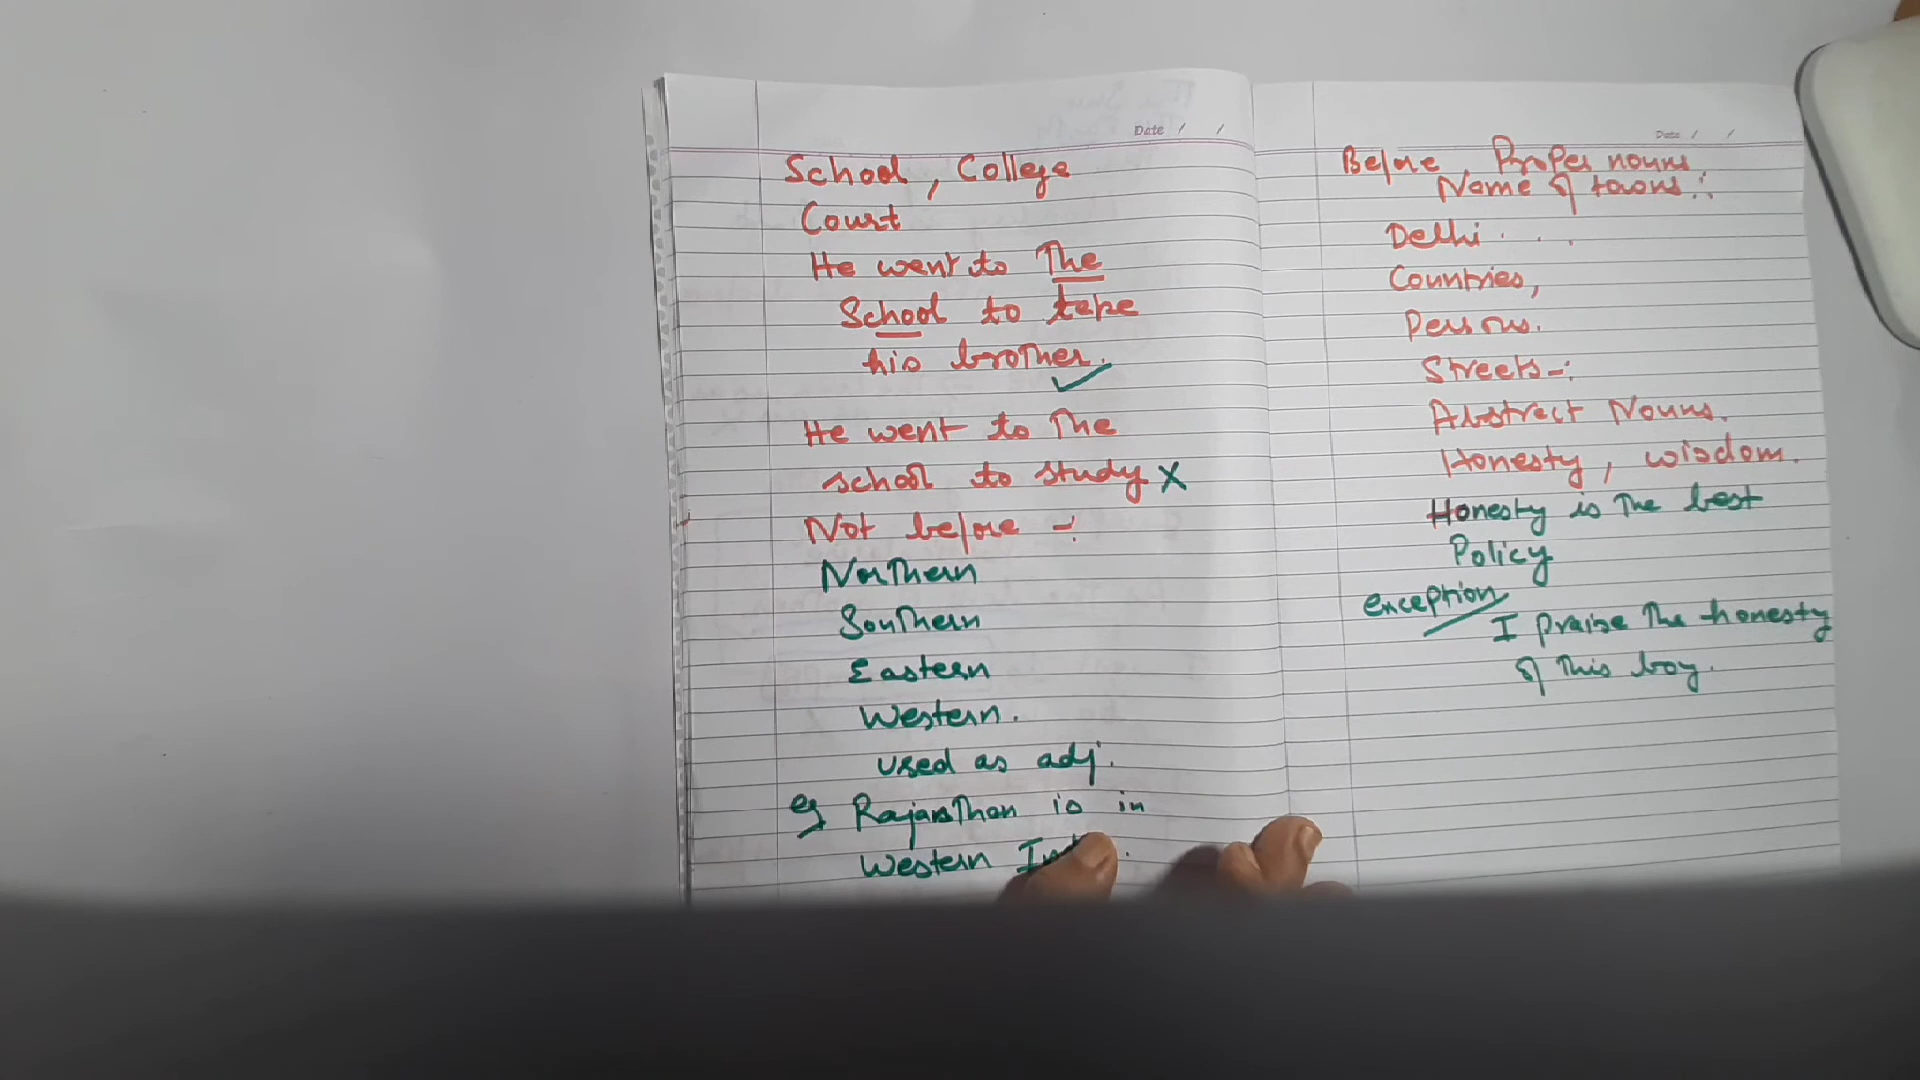 Date / /
School, College
Court
He went to The
School to take
his brother.
He went to The
school to study X
Not before -:
Northern
Southern
Eastern
Western.
used as adj.
eg Rajasthan is in
Western
Date / /
Before Proper nouns
Name of towns :-
Delhi . . .
Countries,
Persons.
Streets -:
Abstract Nouns.
Honesty, wisdom.
Honesty is The best
Policy
exception
I praise The honesty
of This boy.